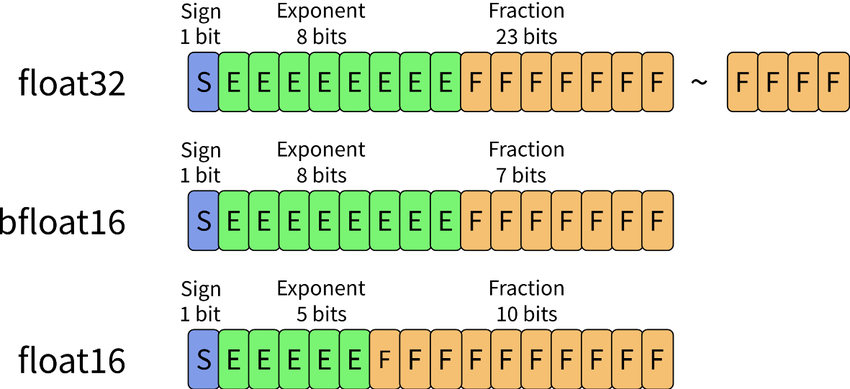 Sign Exponent Fraction
1 bit 8 bits 23 bits
float32 S E E E E E E E E F F F F F F F ~ F F F F
Sign Exponent Fraction
1 bit 8 bits 7 bits
bfloat16 S E E E E E E E E F F F F F F F
Sign Exponent Fraction
1 bit 5 bits 10 bits
float16 S E E E E E F F F F F F F F F F